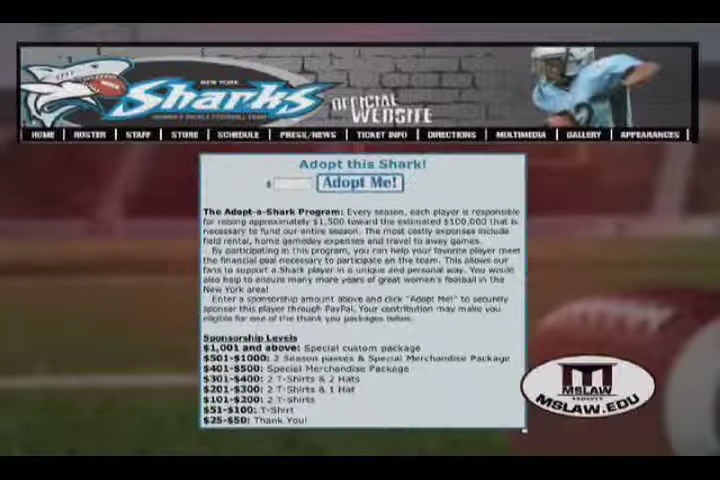 NEW YORK
Sharks
WOMEN'S TACKLE FOOTBALL TEAM
OFFICIAL
WEBSITE
HOME | ROSTER | STAFF | STORE | SCHEDULE | PRESS/NEWS | TICKET INFO | DIRECTIONS | MULTIMEDIA | GALLERY | APPEARANCES |
Adopt this Shark!
$ Adopt Me!
The Adopt-a-Shark Program: Every season, each player is responsible
for raising approximately $1,500 toward the estimated $100,000 that is
necessary to fund our entire season. The most costly expenses include
field rental, home gameday expenses and travel to away games.
By participating in this program, you can help your favorite player meet
the financial goal necessary to participate on the team. This allows our
fans to support a Shark player in a unique and personal way. You would
also help to ensure many more years of great women's football in the
New York area!
Enter a sponsorship amount above and click "Adopt Me!" to securely
sponsor this player through PayPal. Your contribution may make you
eligible for one of the thank you packages below.
Sponsorship Levels
$1,001 and above: Special custom package
$501-$1000: 2 Season passes & Special Merchandise Package
$401-$500: Special Merchandise Package
$301-$400: 2 T-Shirts & 2 Hats
$201-$300: 2 T-Shirts & 1 Hat
$101-$200: 2 T-Shirts
$51-$100: T-Shirt
$25-$50: Thank You!
MSLAW
MSLAW.EDU